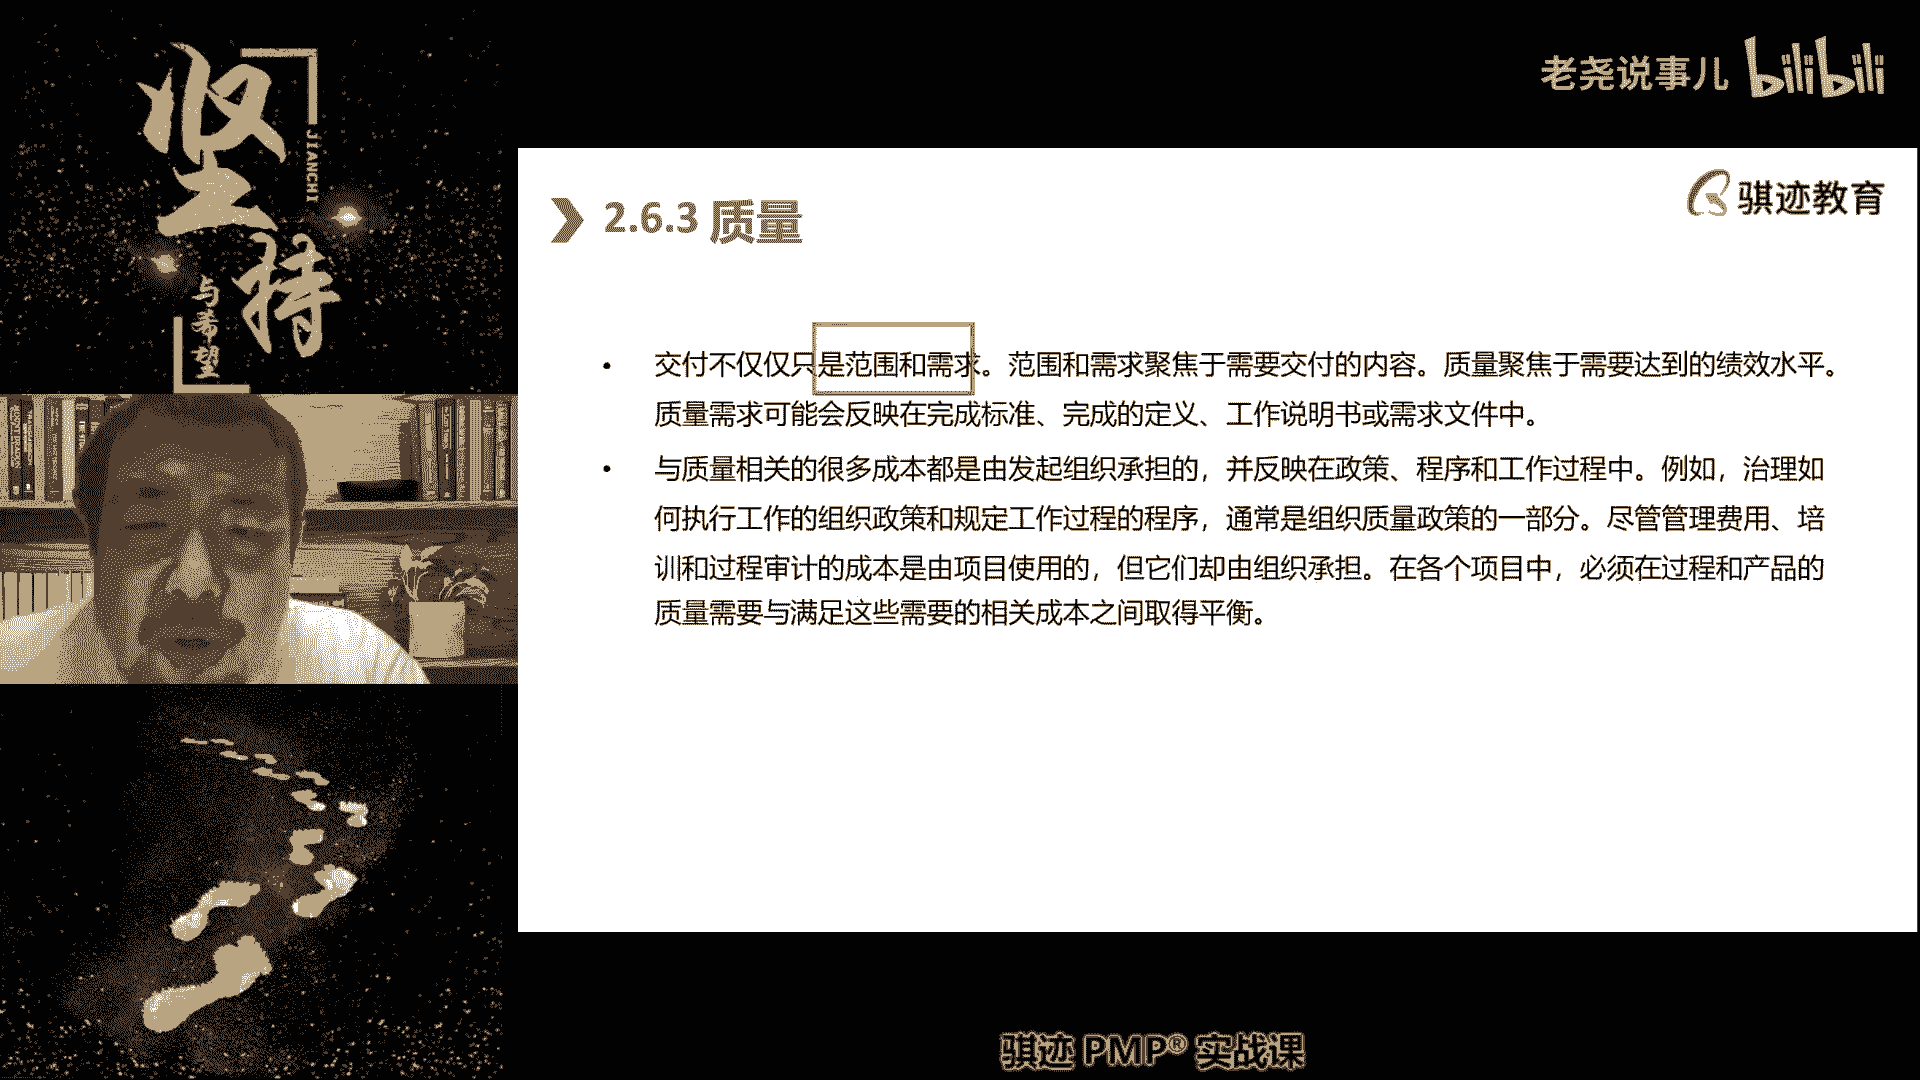 坚持
JIANCHI
与希望
老尧说事儿 bilibili
骐迹教育
2.6.3 质量
• 交付不仅仅只是范围和需求。范围和需求聚焦于需要交付的内容。质量聚焦于需要达到的绩效水平。
质量需求可能会反映在完成标准、完成的定义、工作说明书或需求文件中。
• 与质量相关的很多成本都是由发起组织承担的，并反映在政策、程序和工作过程中。例如，治理如
何执行工作的组织政策和规定工作过程的程序，通常是组织质量政策的一部分。尽管管理费用、培
训和过程审计的成本是由项目使用的，但它们却由组织承担。在各个项目中，必须在过程和产品的
质量需要与满足这些需要的相关成本之间取得平衡。
骐迹 PMP® 实战课